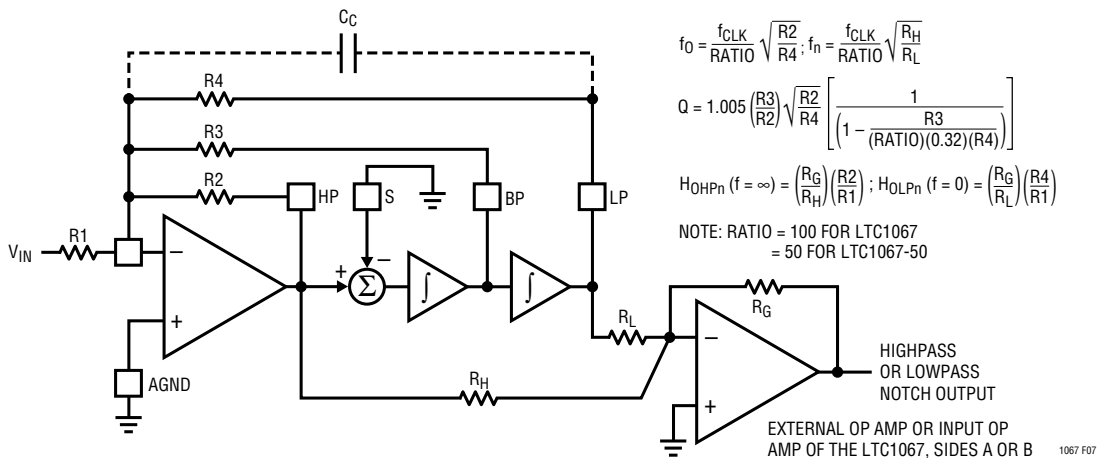 C_C
R4
R3
R2
HP
S
BP
LP
R1
V_IN
−
+
AGND
+
−
Σ
∫
∫
R_L
R_H
R_G
−
+
HIGHPASS
OR LOWPASS
NOTCH OUTPUT
EXTERNAL OP AMP OR INPUT OP
AMP OF THE LTC1067, SIDES A OR B
1067 F07
f_O = f_CLK/RATIO √(R2/R4); f_n = f_CLK/RATIO √(R_H/R_L)
Q = 1.005 (R3/R2) √(R2/R4) [1/(1 − R3/((RATIO)(0.32)(R4)))]
H_OHPn (f = ∞) = (R_G/R_H)(R2/R1) ; H_OLPn (f = 0) = (R_G/R_L)(R4/R1)
NOTE: RATIO = 100 FOR LTC1067
= 50 FOR LTC1067-50